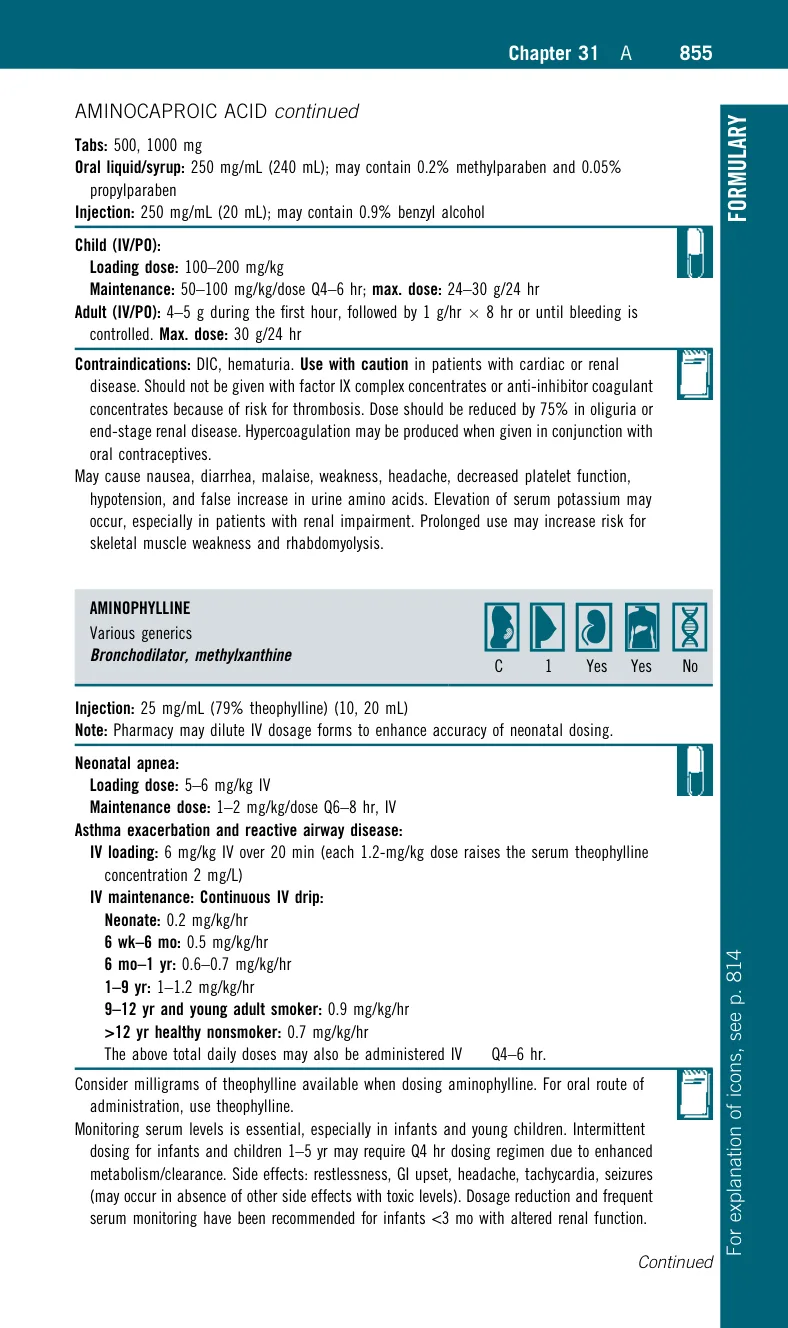 Chapter 31 A 855
AMINOCAPROIC ACID continued
Tabs: 500, 1000 mg
Oral liquid/syrup: 250 mg/mL (240 mL); may contain 0.2% methylparaben and 0.05%
propylparaben
Injection: 250 mg/mL (20 mL); may contain 0.9% benzyl alcohol
Child (IV/PO):
Loading dose: 100–200 mg/kg
Maintenance: 50–100 mg/kg/dose Q4–6 hr; max. dose: 24–30 g/24 hr
Adult (IV/PO): 4–5 g during the first hour, followed by 1 g/hr × 8 hr or until bleeding is
controlled. Max. dose: 30 g/24 hr
Contraindications: DIC, hematuria. Use with caution in patients with cardiac or renal
disease. Should not be given with factor IX complex concentrates or anti-inhibitor coagulant
concentrates because of risk for thrombosis. Dose should be reduced by 75% in oliguria or
end-stage renal disease. Hypercoagulation may be produced when given in conjunction with
oral contraceptives.
May cause nausea, diarrhea, malaise, weakness, headache, decreased platelet function,
hypotension, and false increase in urine amino acids. Elevation of serum potassium may
occur, especially in patients with renal impairment. Prolonged use may increase risk for
skeletal muscle weakness and rhabdomyolysis.
AMINOPHYLLINE
Various generics
Bronchodilator, methylxanthine
C 1 Yes Yes No
Injection: 25 mg/mL (79% theophylline) (10, 20 mL)
Note: Pharmacy may dilute IV dosage forms to enhance accuracy of neonatal dosing.
Neonatal apnea:
Loading dose: 5–6 mg/kg IV
Maintenance dose: 1–2 mg/kg/dose Q6–8 hr, IV
Asthma exacerbation and reactive airway disease:
IV loading: 6 mg/kg IV over 20 min (each 1.2-mg/kg dose raises the serum theophylline
concentration 2 mg/L)
IV maintenance: Continuous IV drip:
Neonate: 0.2 mg/kg/hr
6 wk–6 mo: 0.5 mg/kg/hr
6 mo–1 yr: 0.6–0.7 mg/kg/hr
1–9 yr: 1–1.2 mg/kg/hr
9–12 yr and young adult smoker: 0.9 mg/kg/hr
>12 yr healthy nonsmoker: 0.7 mg/kg/hr
The above total daily doses may also be administered IV Q4–6 hr.
Consider milligrams of theophylline available when dosing aminophylline. For oral route of
administration, use theophylline.
Monitoring serum levels is essential, especially in infants and young children. Intermittent
dosing for infants and children 1–5 yr may require Q4 hr dosing regimen due to enhanced
metabolism/clearance. Side effects: restlessness, GI upset, headache, tachycardia, seizures
(may occur in absence of other side effects with toxic levels). Dosage reduction and frequent
serum monitoring have been recommended for infants <3 mo with altered renal function.
Continued
FORMULARY
For explanation of icons, see p. 814